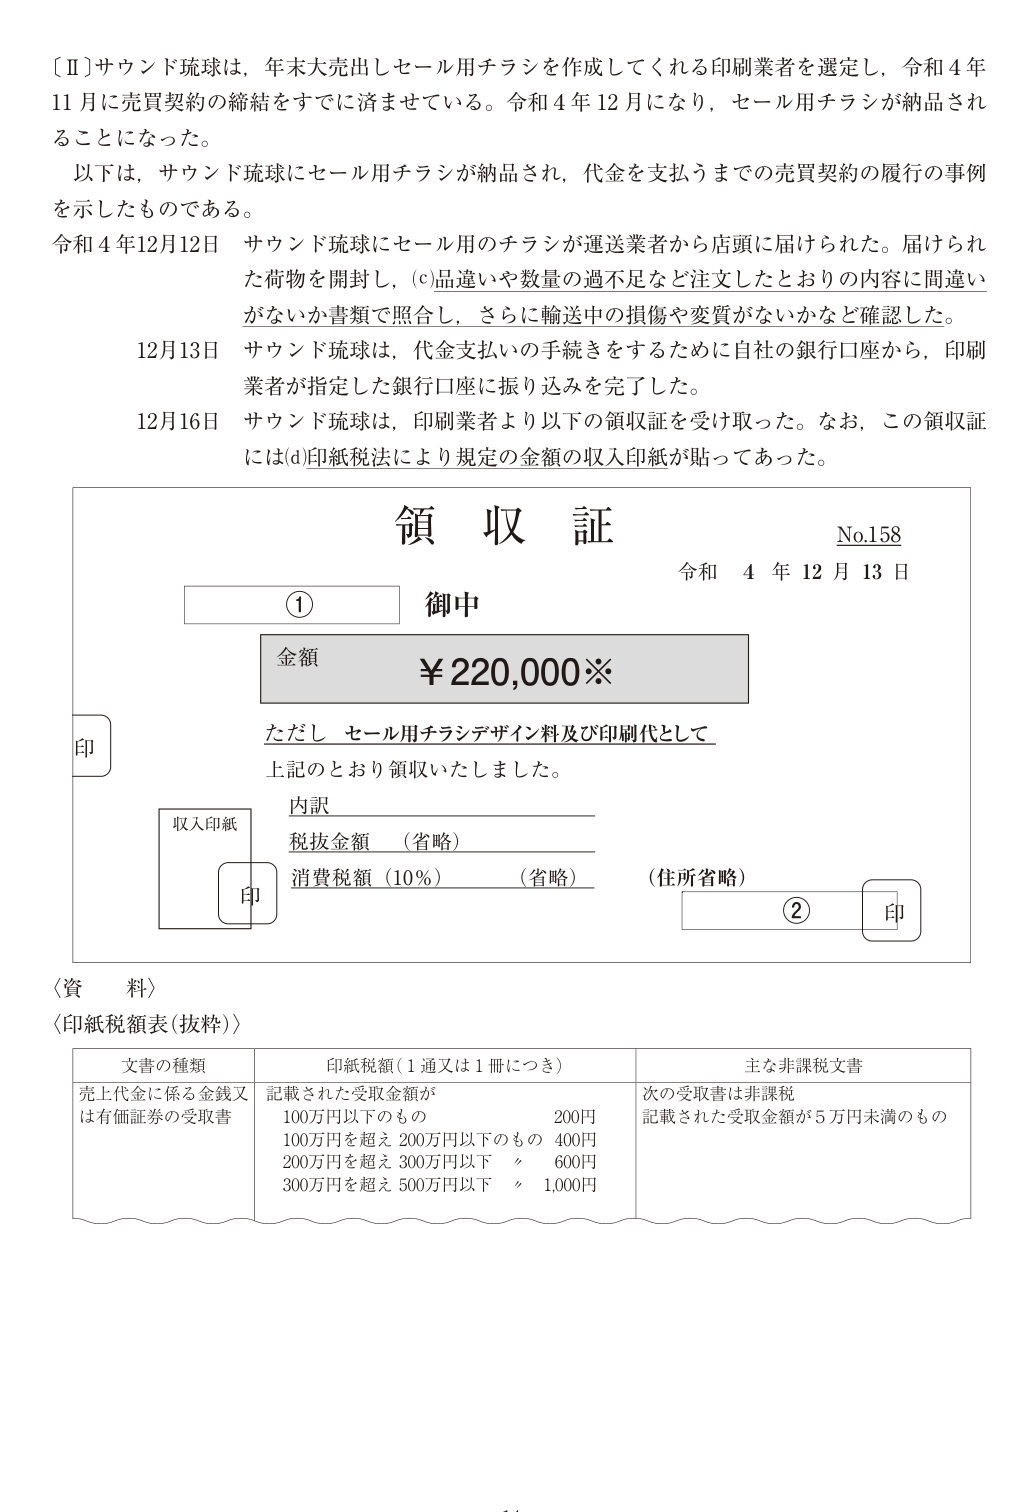 〔Ⅱ〕サウンド琉球は，年末大売出しセール用チラシを作成してくれる印刷業者を選定し，令和４年
11 月に売買契約の締結をすでに済ませている。令和４年 12 月になり，セール用チラシが納品され
ることになった。
　以下は，サウンド琉球にセール用チラシが納品され，代金を支払うまでの売買契約の履行の事例
を示したものである。
令和４年12月12日　サウンド琉球にセール用のチラシが運送業者から店頭に届けられた。届けられ
た荷物を開封し，(c)品違いや数量の過不足など注文したとおりの内容に間違い
がないか書類で照合し，さらに輸送中の損傷や変質がないかなど確認した。
12月13日　サウンド琉球は，代金支払いの手続きをするために自社の銀行口座から，印刷
業者が指定した銀行口座に振り込みを完了した。
12月16日　サウンド琉球は，印刷業者より以下の領収証を受け取った。なお，この領収証
には(d)印紙税法により規定の金額の収入印紙が貼ってあった。
領　収　証
No.158
令和　４　年　12　月　13　日
①　御中
金額　￥220,000※
ただし　セール用チラシデザイン料及び印刷代として
印
上記のとおり領収いたしました。
内訳
収入印紙
税抜金額　（省略）
消費税額（10％）　（省略）
（住所省略）
印
②　印
〈資　　料〉
〈印紙税額表（抜粋）〉
文書の種類　印紙税額（１通又は１冊につき）　主な非課税文書
売上代金に係る金銭又　記載された受取金額が　次の受取書は非課税
は有価証券の受取書　100万円以下のもの　200円　記載された受取金額が５万円未満のもの
100万円を超え 200万円以下のもの　400円
200万円を超え 300万円以下　〃　600円
300万円を超え 500万円以下　〃　1,000円